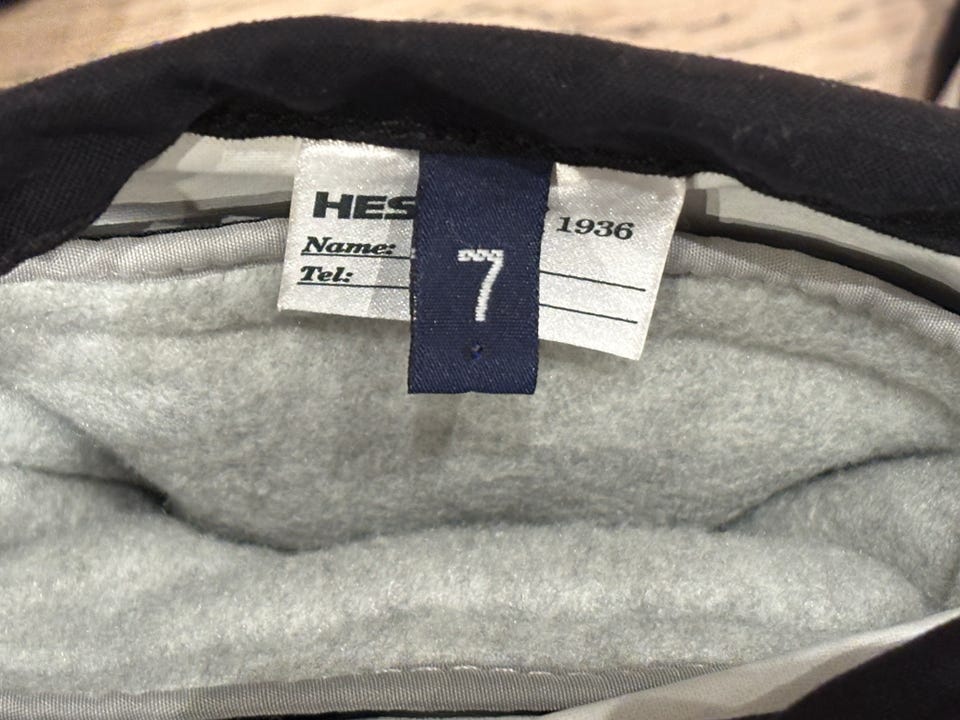 HES 1936
Name:
Tel:
7